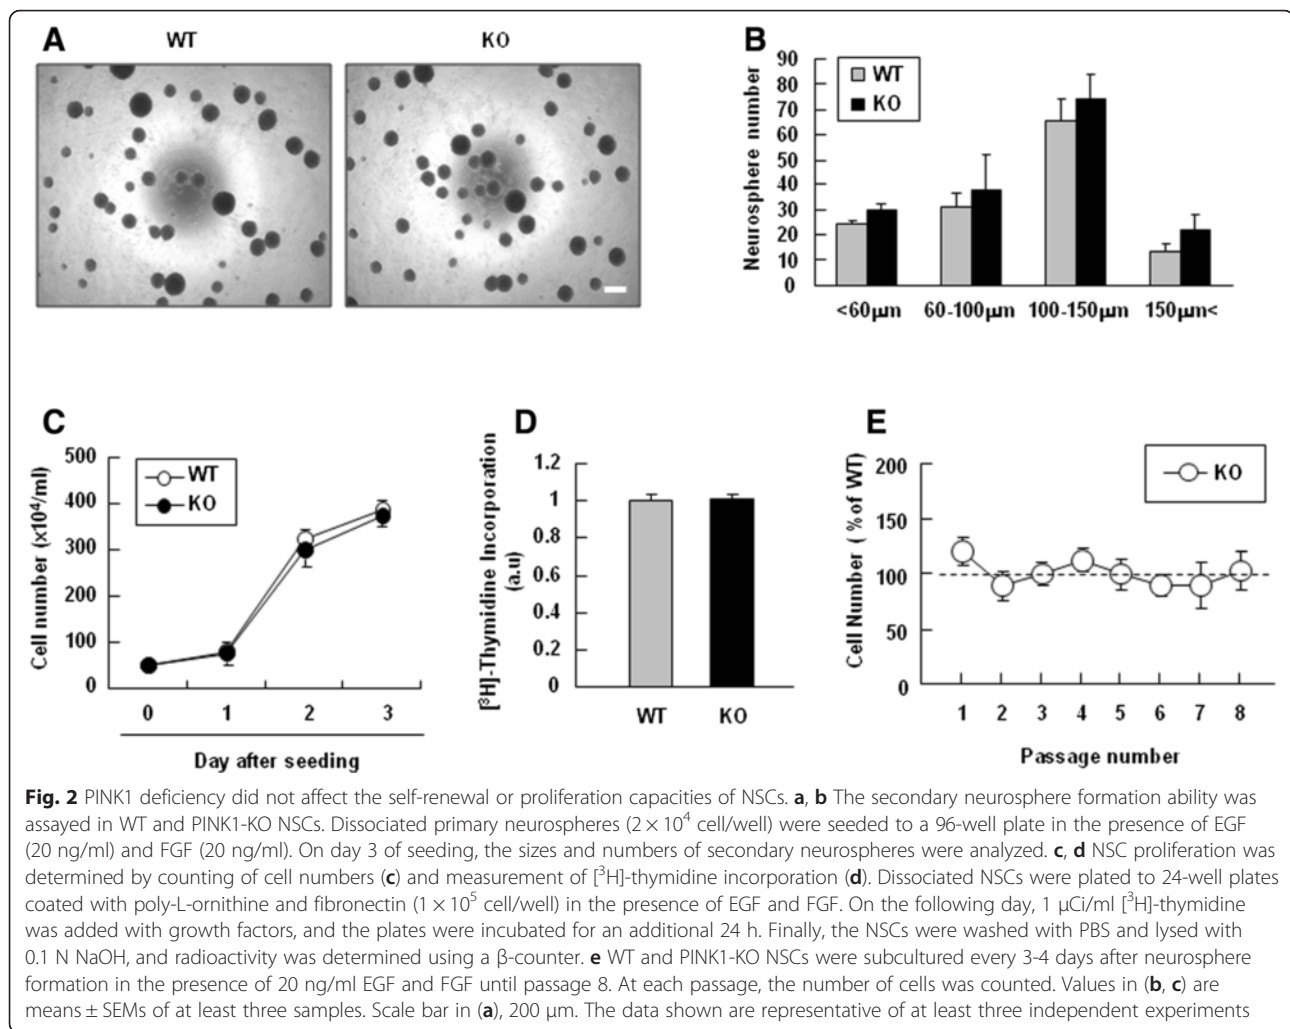 A
WT
KO
B
Neurosphere number
90
80
70
60
50
40
30
20
10
0
WT
KO
<60µm
60-100µm
100-150µm
150µm<
C
Cell number (×10⁴/ml)
500
400
300
200
100
0
WT
KO
0
1
2
3
Day after seeding
D
[³H]-Thymidine Incorporation
(a.u)
1.2
1
0.8
0.6
0.4
0.2
0
WT
KO
E
Cell Number ( % of WT)
200
150
100
50
0
KO
1
2
3
4
5
6
7
8
Passage number
Fig. 2 PINK1 deficiency did not affect the self-renewal or proliferation capacities of NSCs. a, b The secondary neurosphere formation ability was
assayed in WT and PINK1-KO NSCs. Dissociated primary neurospheres (2 × 10⁴ cell/well) were seeded to a 96-well plate in the presence of EGF
(20 ng/ml) and FGF (20 ng/ml). On day 3 of seeding, the sizes and numbers of secondary neurospheres were analyzed. c, d NSC proliferation was
determined by counting of cell numbers (c) and measurement of [³H]-thymidine incorporation (d). Dissociated NSCs were plated to 24-well plates
coated with poly-L-ornithine and fibronectin (1 × 10⁵ cell/well) in the presence of EGF and FGF. On the following day, 1 µCi/ml [³H]-thymidine
was added with growth factors, and the plates were incubated for an additional 24 h. Finally, the NSCs were washed with PBS and lysed with
0.1 N NaOH, and radioactivity was determined using a β-counter. e WT and PINK1-KO NSCs were subcultured every 3-4 days after neurosphere
formation in the presence of 20 ng/ml EGF and FGF until passage 8. At each passage, the number of cells was counted. Values in (b, c) are
means ± SEMs of at least three samples. Scale bar in (a), 200 µm. The data shown are representative of at least three independent experiments